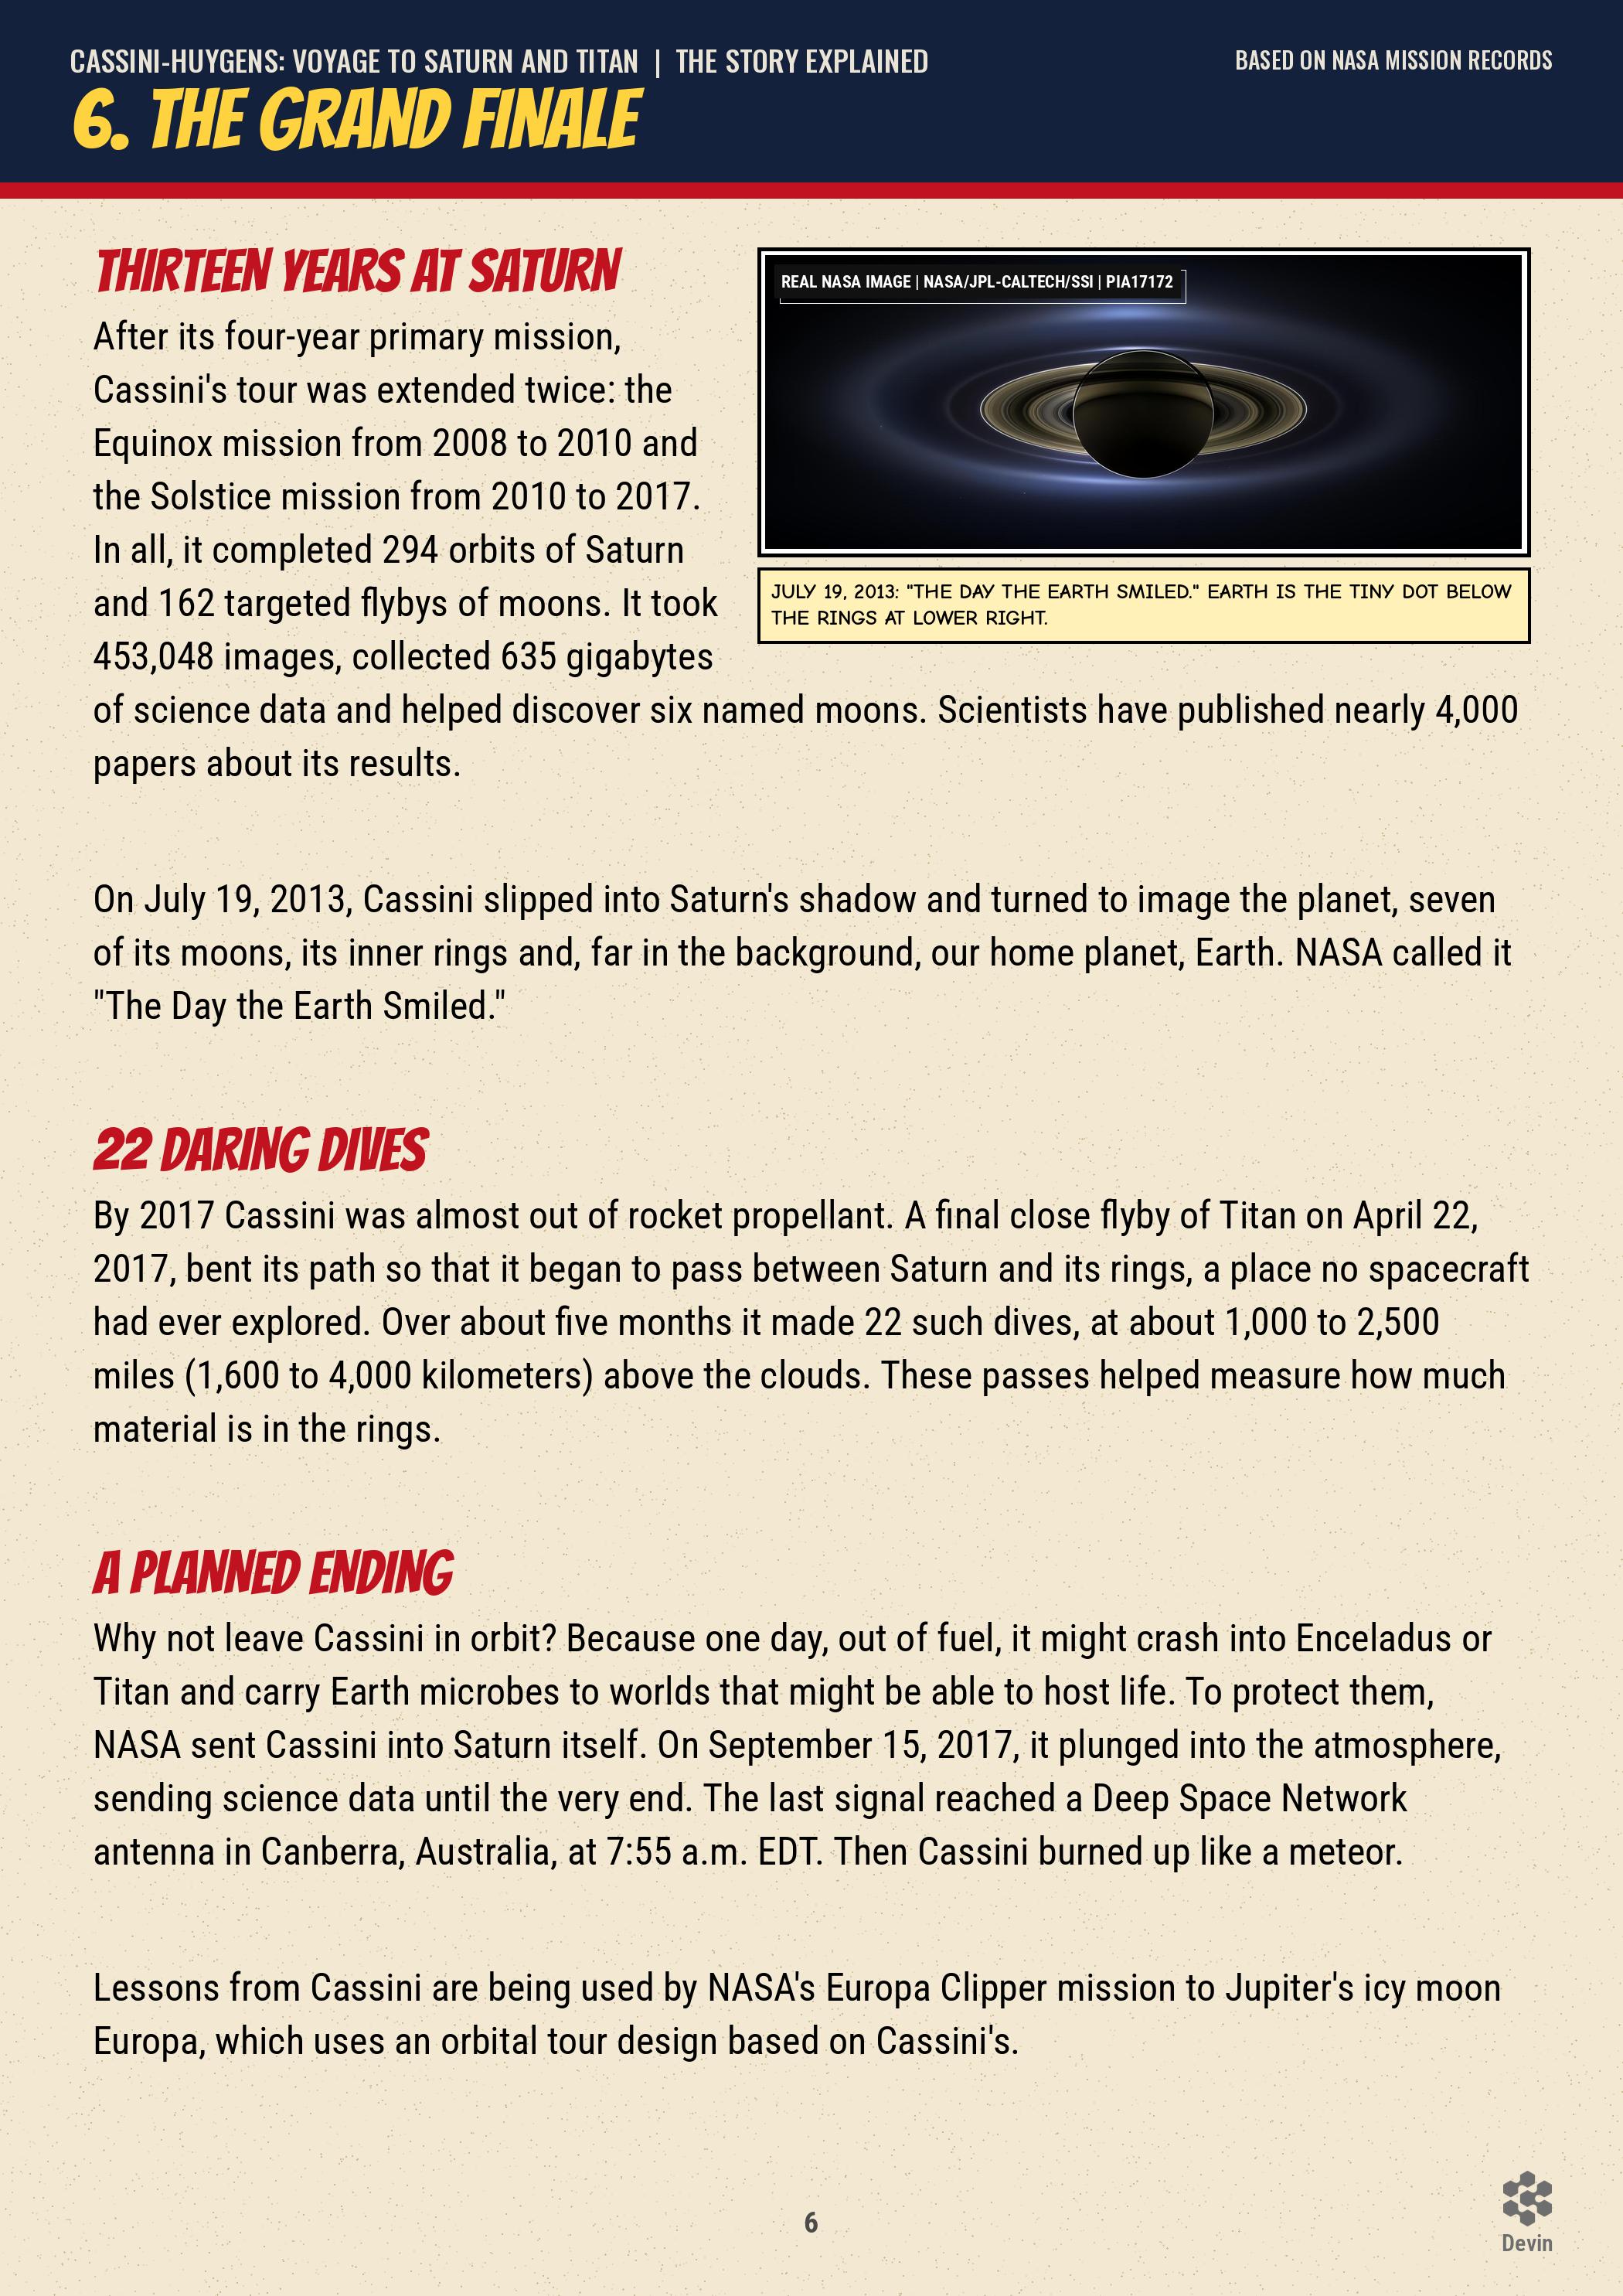 CASSINI-HUYGENS: VOYAGE TO SATURN AND TITAN | THE STORY EXPLAINED
BASED ON NASA MISSION RECORDS
6. THE GRAND FINALE
THIRTEEN YEARS AT SATURN
After its four-year primary mission,
Cassini's tour was extended twice: the
Equinox mission from 2008 to 2010 and
the Solstice mission from 2010 to 2017.
In all, it completed 294 orbits of Saturn
and 162 targeted flybys of moons. It took
453,048 images, collected 635 gigabytes
of science data and helped discover six named moons. Scientists have published nearly 4,000
papers about its results.
REAL NASA IMAGE | NASA/JPL-CALTECH/SSI | PIA17172
JULY 19, 2013: "THE DAY THE EARTH SMILED." EARTH IS THE TINY DOT BELOW
THE RINGS AT LOWER RIGHT.
On July 19, 2013, Cassini slipped into Saturn's shadow and turned to image the planet, seven
of its moons, its inner rings and, far in the background, our home planet, Earth. NASA called it
"The Day the Earth Smiled."
22 DARING DIVES
By 2017 Cassini was almost out of rocket propellant. A final close flyby of Titan on April 22,
2017, bent its path so that it began to pass between Saturn and its rings, a place no spacecraft
had ever explored. Over about five months it made 22 such dives, at about 1,000 to 2,500
miles (1,600 to 4,000 kilometers) above the clouds. These passes helped measure how much
material is in the rings.
A PLANNED ENDING
Why not leave Cassini in orbit? Because one day, out of fuel, it might crash into Enceladus or
Titan and carry Earth microbes to worlds that might be able to host life. To protect them,
NASA sent Cassini into Saturn itself. On September 15, 2017, it plunged into the atmosphere,
sending science data until the very end. The last signal reached a Deep Space Network
antenna in Canberra, Australia, at 7:55 a.m. EDT. Then Cassini burned up like a meteor.
Lessons from Cassini are being used by NASA's Europa Clipper mission to Jupiter's icy moon
Europa, which uses an orbital tour design based on Cassini's.
6
Devin